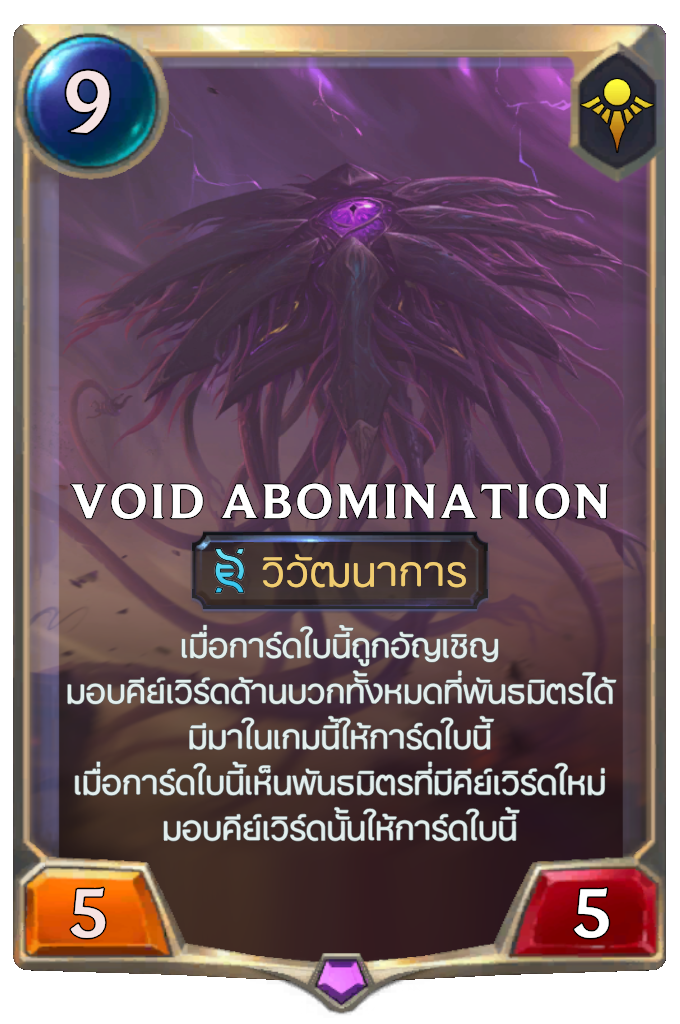 9
VOID ABOMINATION
วิวัฒนาการ
เมื่อการ์ดใบนี้ถูกอัญเชิญ
มอบคีย์เวิร์ดด้านบวกทั้งหมดที่พันธมิตรได้
มีมาในเกมนี้ให้การ์ดใบนี้
เมื่อการ์ดใบนี้เห็นพันธมิตรที่มีคีย์เวิร์ดใหม่
มอบคีย์เวิร์ดนั้นให้การ์ดใบนี้
5 5